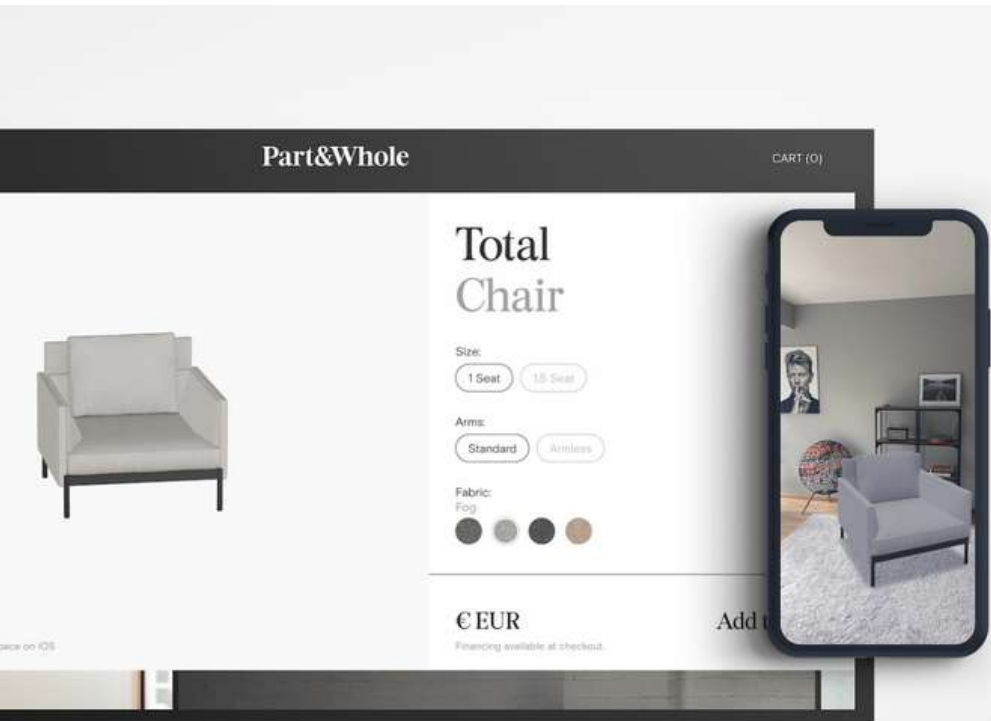 Part&Whole
CART (0)
Total
Chair
Size:
1 Seat
1.5 Seat
Arms:
Standard
Armless
Fabric:
Fog
€ EUR
Add t
Financing available at checkout.
pace on iOS